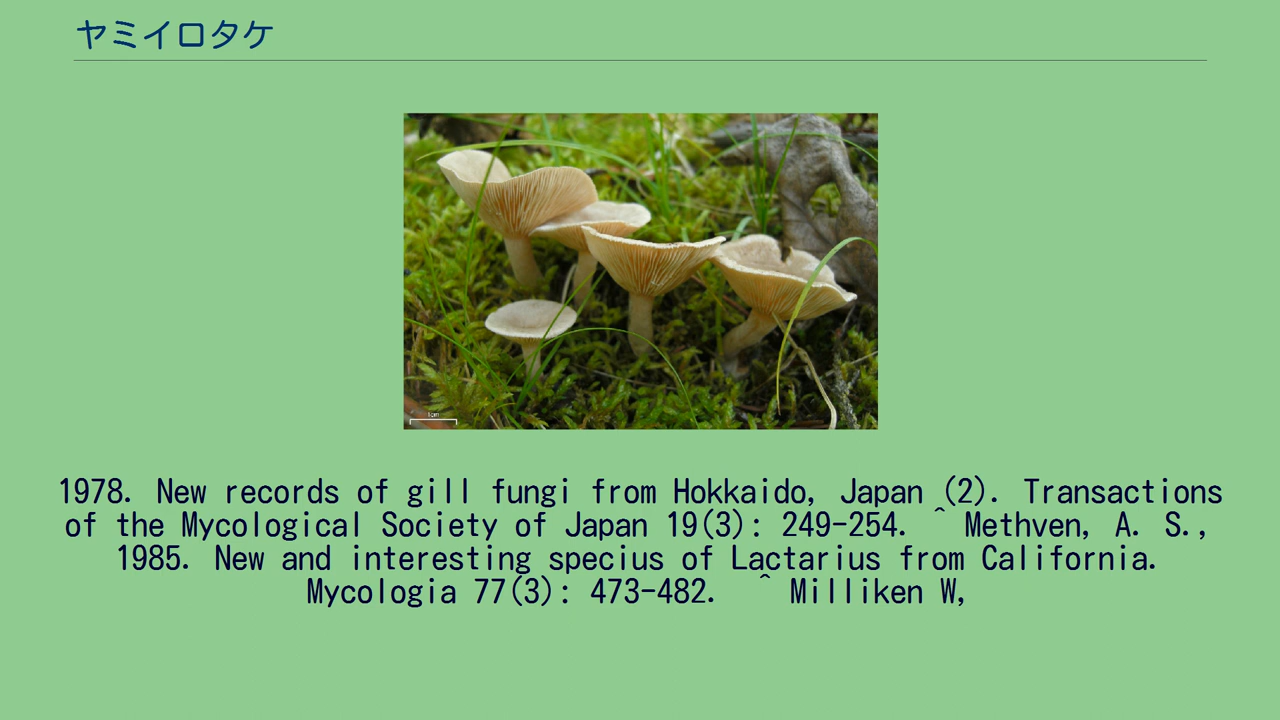 ヤミイロタケ
1978. New records of gill fungi from Hokkaido, Japan (2). Transactions
of the Mycological Society of Japan 19(3): 249-254. ^ Methven, A. S.,
1985. New and interesting specius of Lactarius from California.
Mycologia 77(3): 473-482. ^ Milliken W,